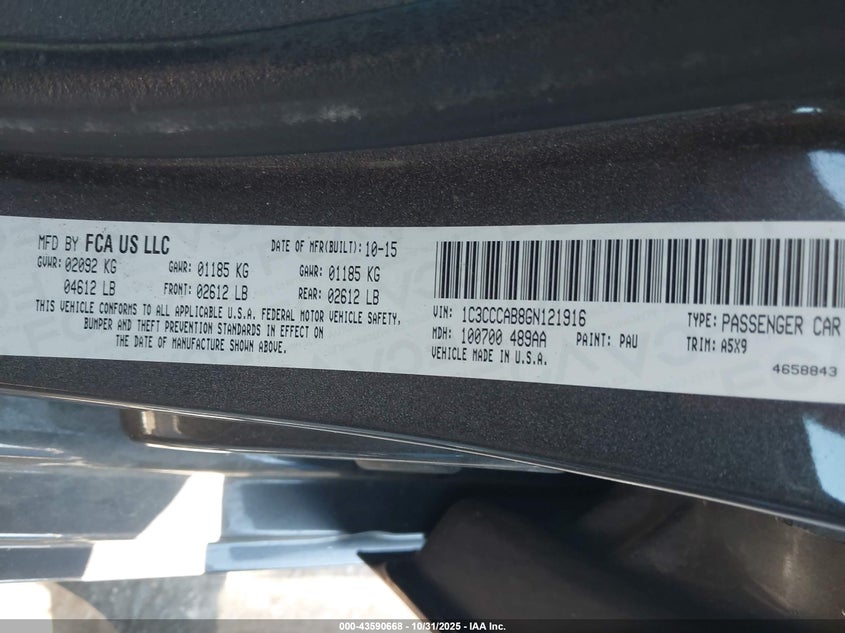 MFD BY FCA US LLC
DATE OF MFR(BUILT): 10-15
GVWR: 02092 KG
GAWR: 01185 KG
GAWR: 01185 KG
04612 LB
FRONT: 02612 LB
REAR: 02612 LB
THIS VEHICLE CONFORMS TO ALL APPLICABLE U.S.A. FEDERAL MOTOR VEHICLE SAFETY,
BUMPER AND THEFT PREVENTION STANDARDS IN EFFECT ON
THE DATE OF MANUFACTURE SHOWN ABOVE.
VIN: 1C3CCCAB8GN121916
TYPE: PASSENGER CAR
MDH: 100700 489AA
PAINT: PAU
TRIM: A5X9
VEHICLE MADE IN U.S.A.
4658843
000-43590668 - 10/31/2025 - IAA Inc.